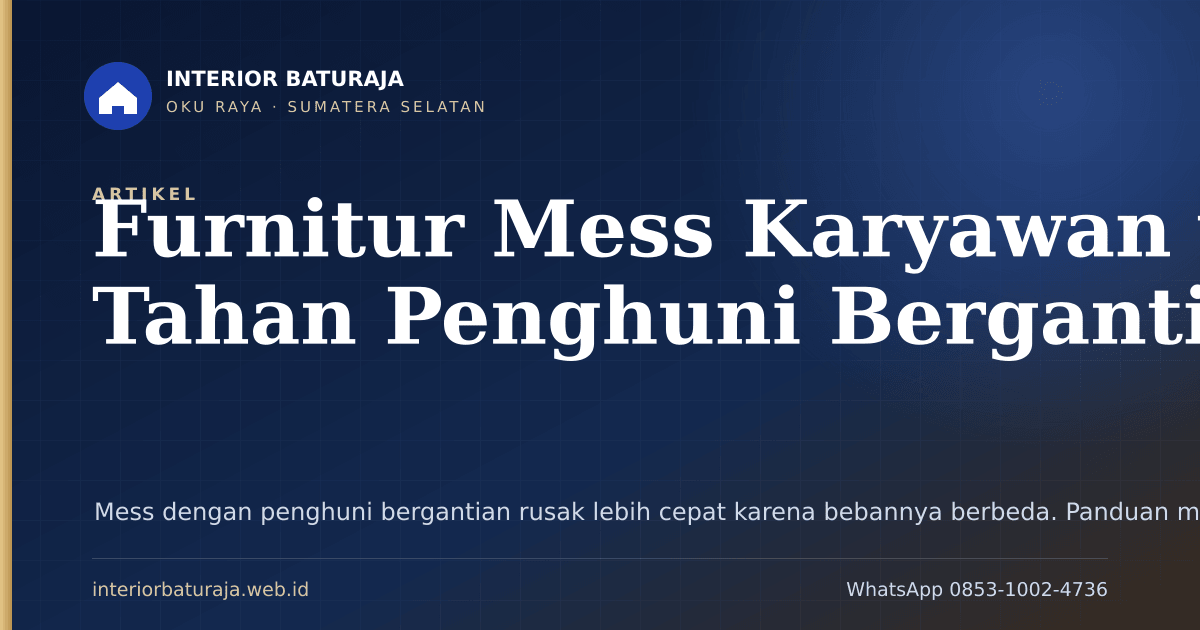 INTERIOR BATURAJA
OKU RAYA · SUMATERA SELATAN
ARTIKEL
Furnitur Mess Karyawan
Tahan Penghuni Berganti
Mess dengan penghuni bergantian rusak lebih cepat karena bebannya berbeda. Panduan
interiorbaturaja.web.id
WhatsApp 0853-1002-4736